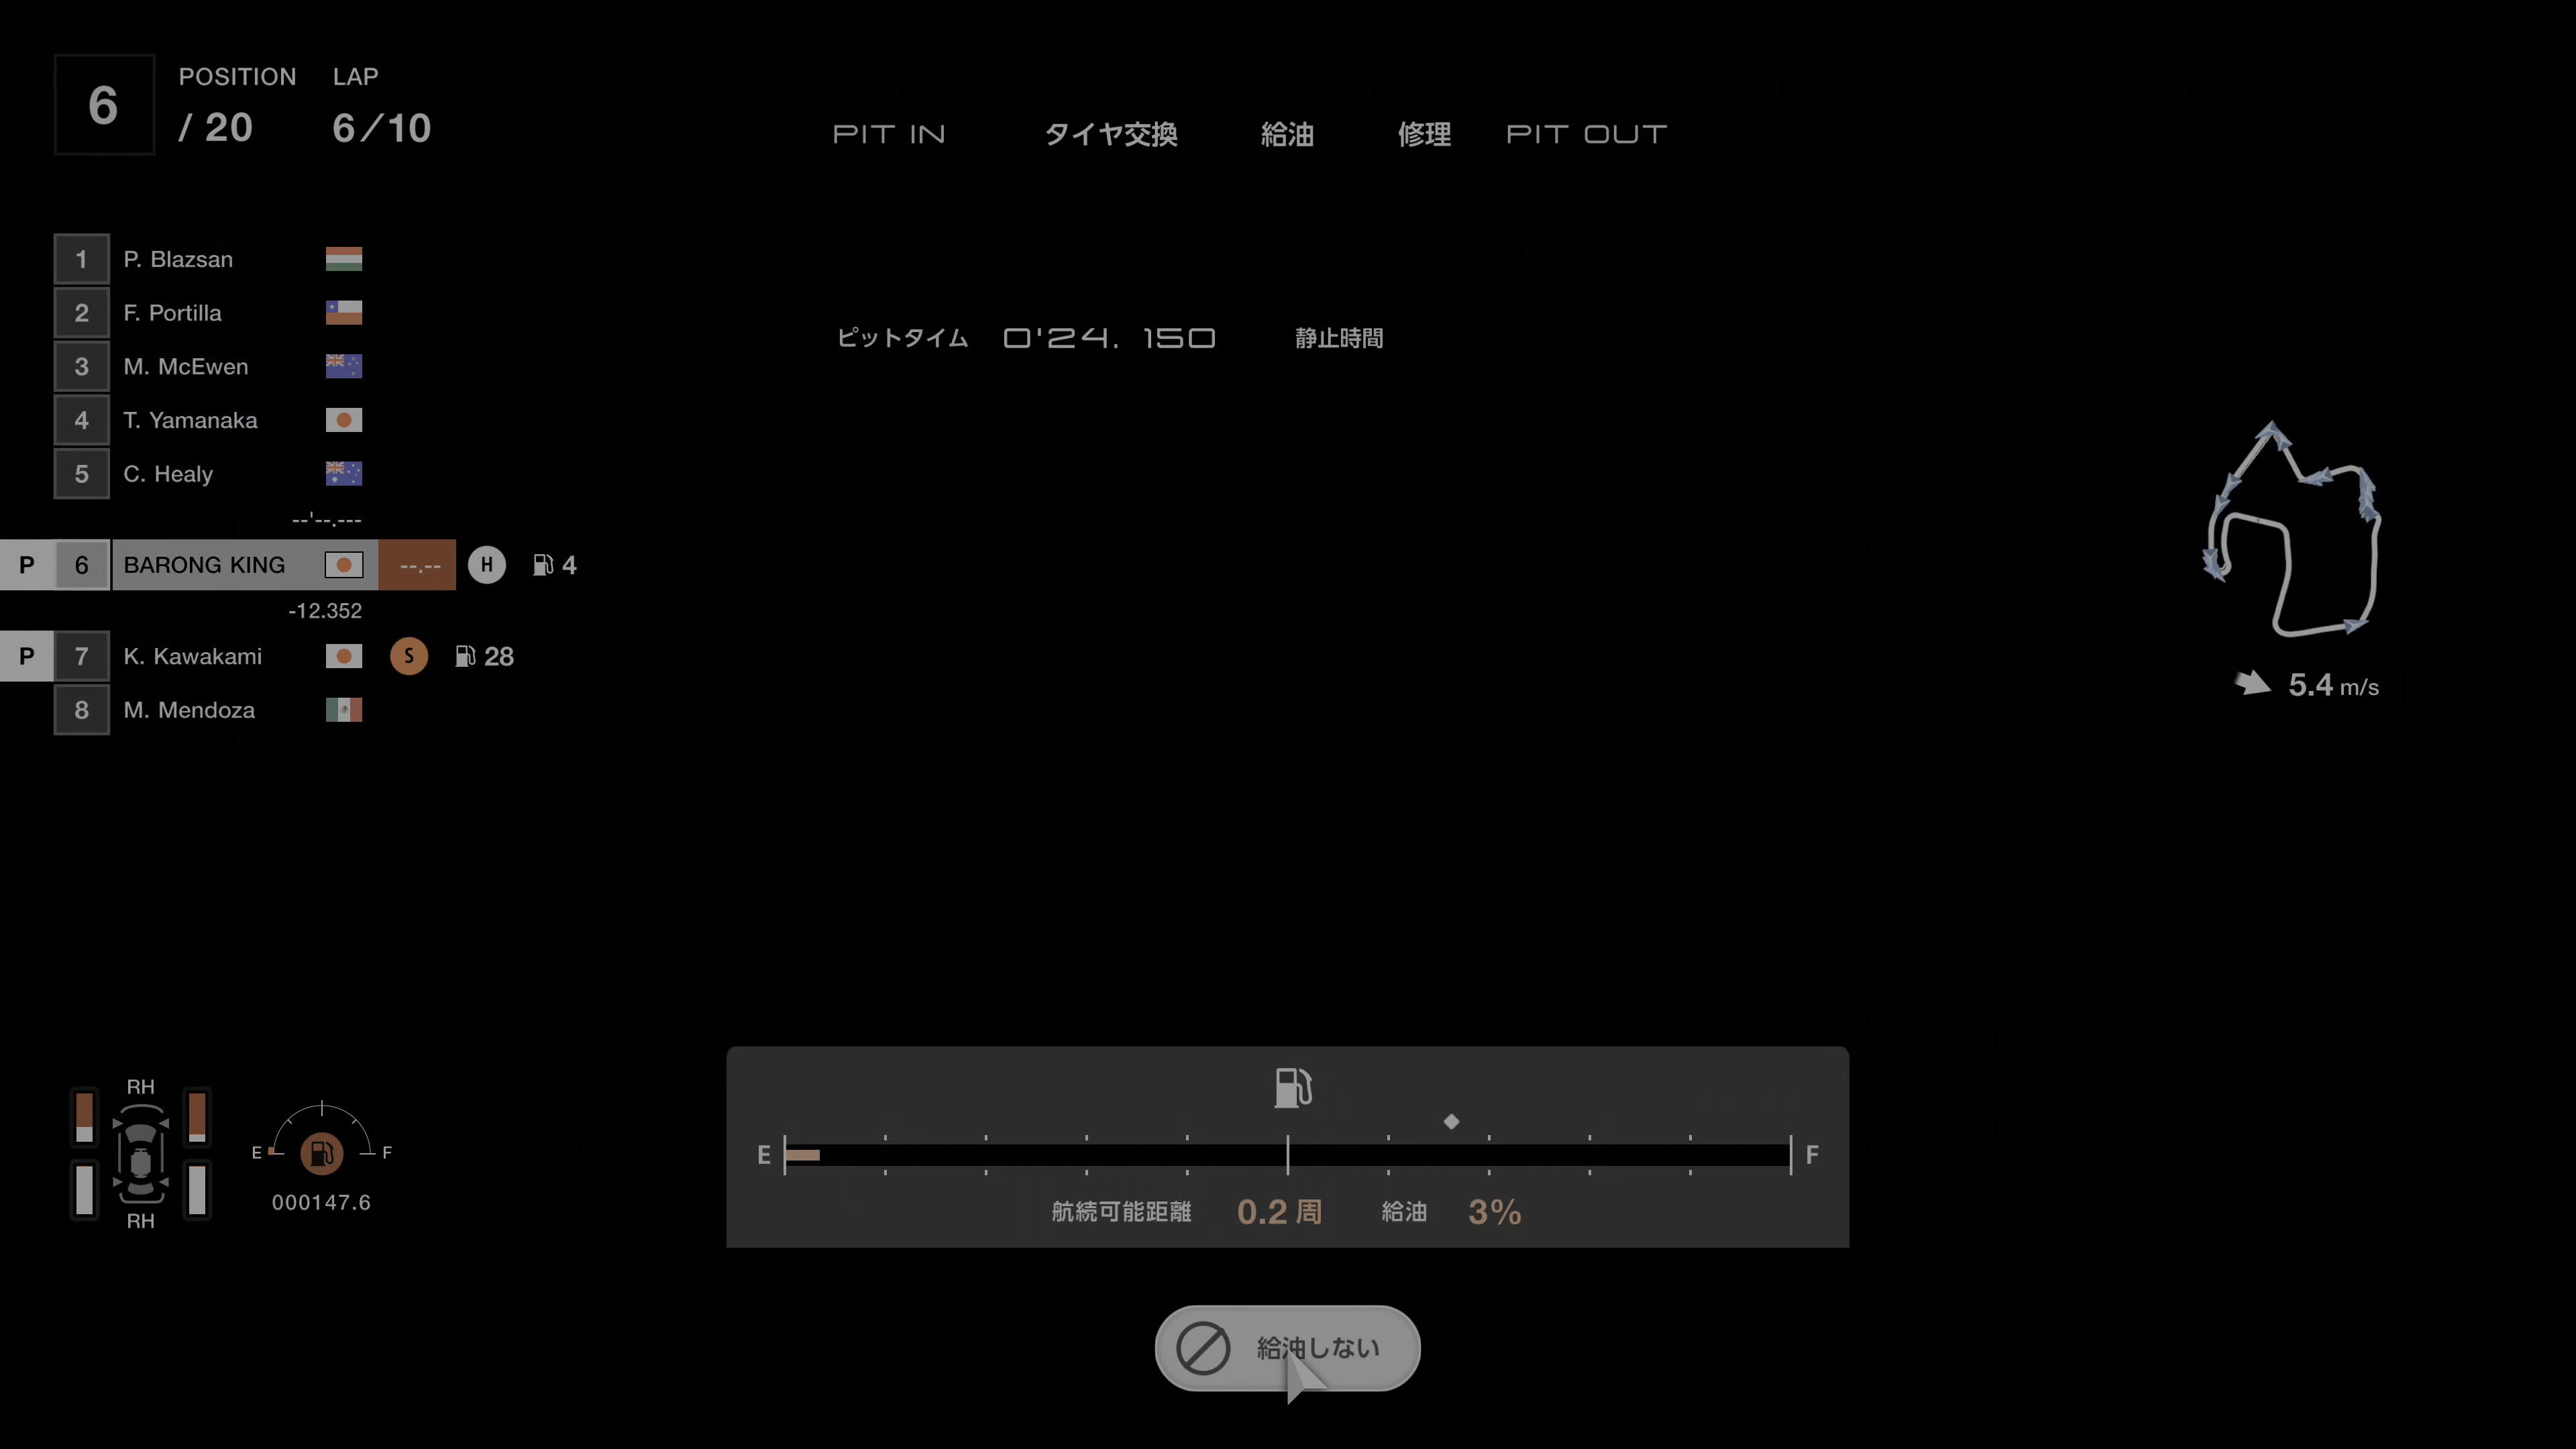 6 POSITION / 20 LAP 6/10
PIT IN タイヤ交換 給油 修理 PIT OUT
ピットタイム 0'24.150 静止時間
1 P. Blazsan
2 F. Portilla
3 M. McEwen
4 T. Yamanaka
5 C. Healy
--'--.---
P 6 BARONG KING --.-- H 4
-12.352
P 7 K. Kawakami S 28
8 M. Mendoza
5.4 m/s
RH
E F
000147.6
RH
E F
航続可能距離 0.2 周 給油 3%
給油しない